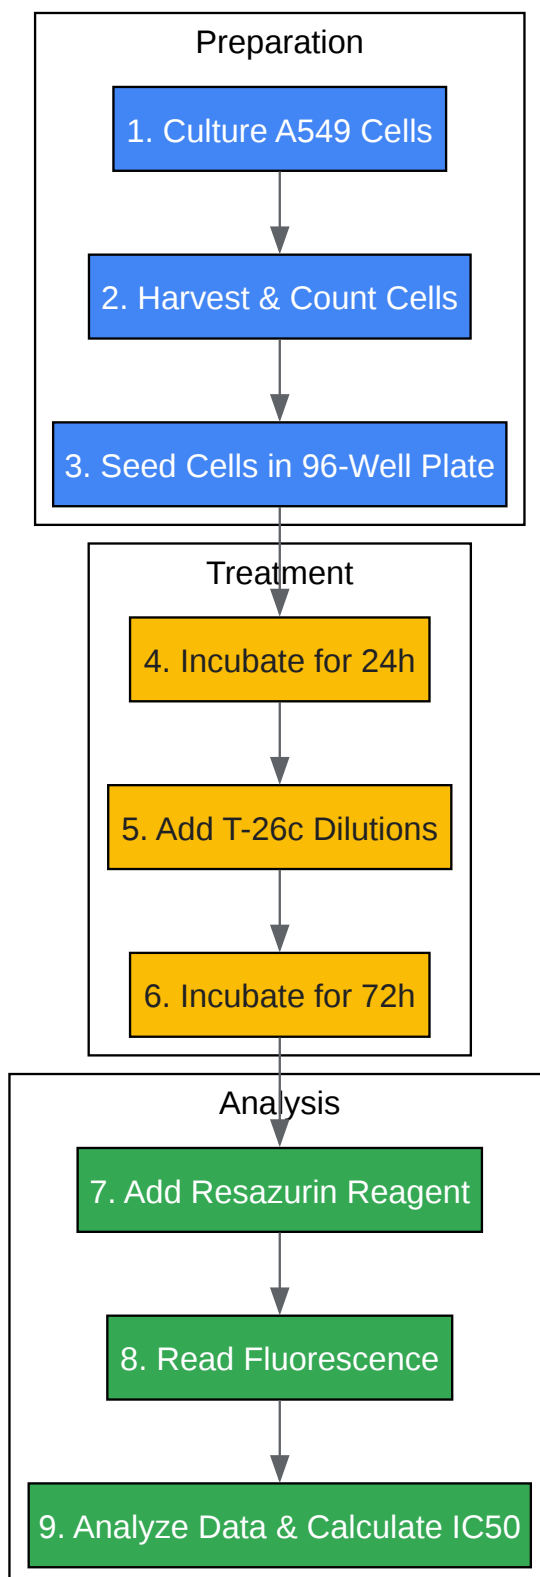 Preparation
1. Culture A549 Cells
2. Harvest & Count Cells
3. Seed Cells in 96-Well Plate
Treatment
4. Incubate for 24h
5. Add T-26c Dilutions
6. Incubate for 72h
Analysis
7. Add Resazurin Reagent
8. Read Fluorescence
9. Analyze Data & Calculate IC50